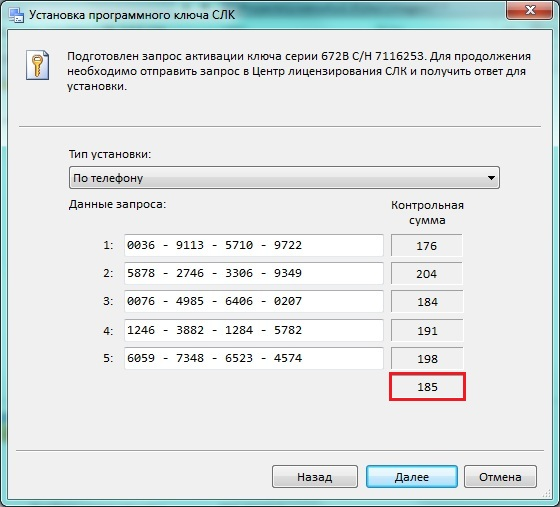 Установка программного ключа СЛК
Подготовлен запрос активации ключа серии 672B С/Н 7116253. Для продолжения
необходимо отправить запрос в Центр лицензирования СЛК и получить ответ для
установки.
Тип установки:
По телефону
Данные запроса:
Контрольная
сумма
1: 0036 - 9113 - 5710 - 9722 176
2: 5878 - 2746 - 3306 - 9349 204
3: 0076 - 4985 - 6406 - 0207 184
4: 1246 - 3882 - 1284 - 5782 191
5: 6059 - 7348 - 6523 - 4574 198
185
Назад Далее Отмена